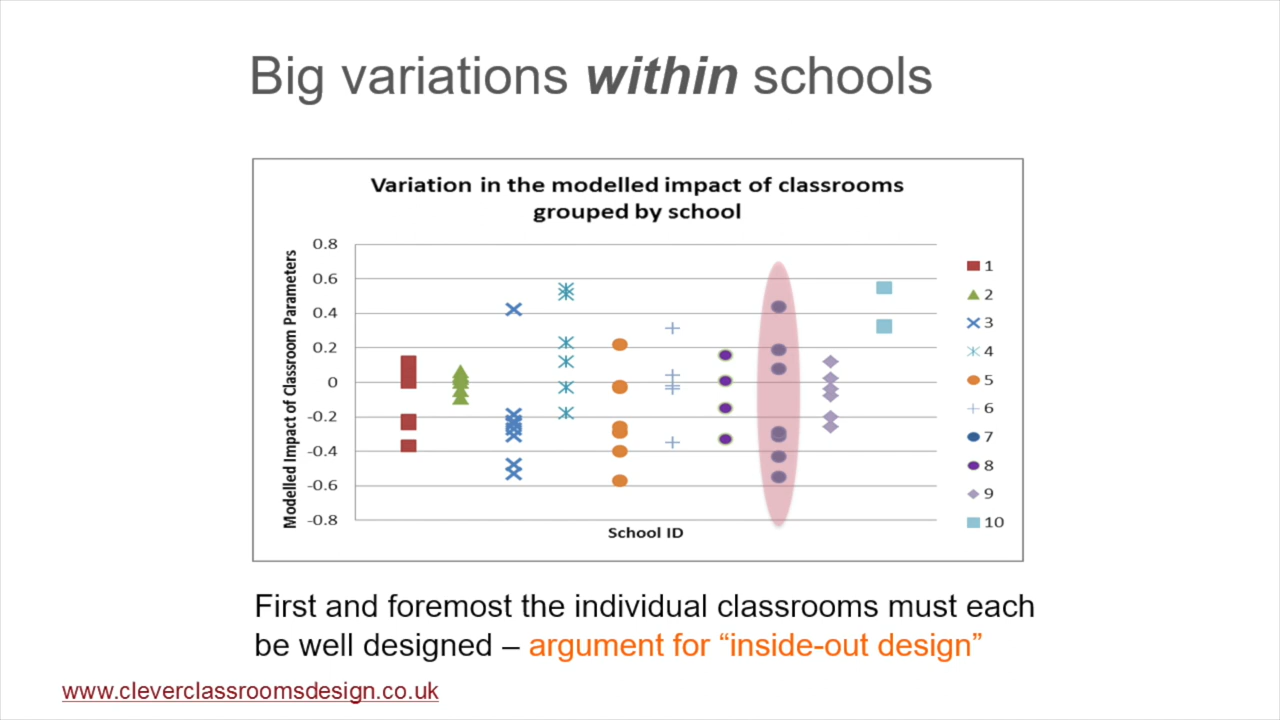 Big variations within schools
Variation in the modelled impact of classrooms
grouped by school
Modelled Impact of Classroom Parameters
0.8
0.6
0.4
0.2
0
-0.2
-0.4
-0.6
-0.8
School ID
1
2
3
4
5
6
7
8
9
10
First and foremost the individual classrooms must each
be well designed – argument for “inside-out design”
www.cleverclassroomsdesign.co.uk